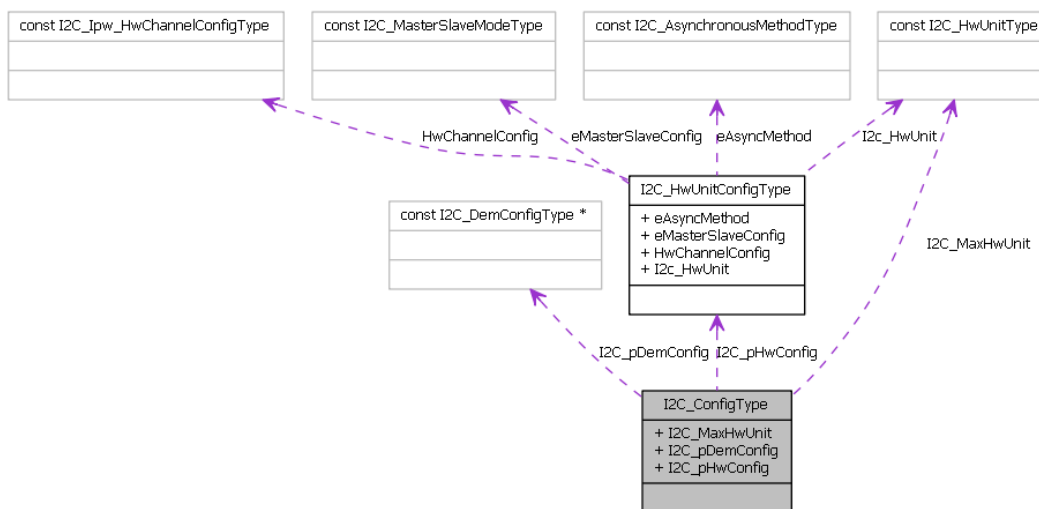 const I2C_Ipw_HwChannelConfigType
const I2C_MasterSlaveModeType
const I2C_AsynchronousMethodType
const I2C_HwUnitType
HwChannelConfig
eMasterSlaveConfig
eAsyncMethod
I2c_HwUnit
I2C_HwUnitConfigType
+ eAsyncMethod
+ eMasterSlaveConfig
+ HwChannelConfig
+ I2c_HwUnit
const I2C_DemConfigType *
I2C_MaxHwUnit
I2C_pDemConfig
I2C_pHwConfig
I2C_ConfigType
+ I2C_MaxHwUnit
+ I2C_pDemConfig
+ I2C_pHwConfig